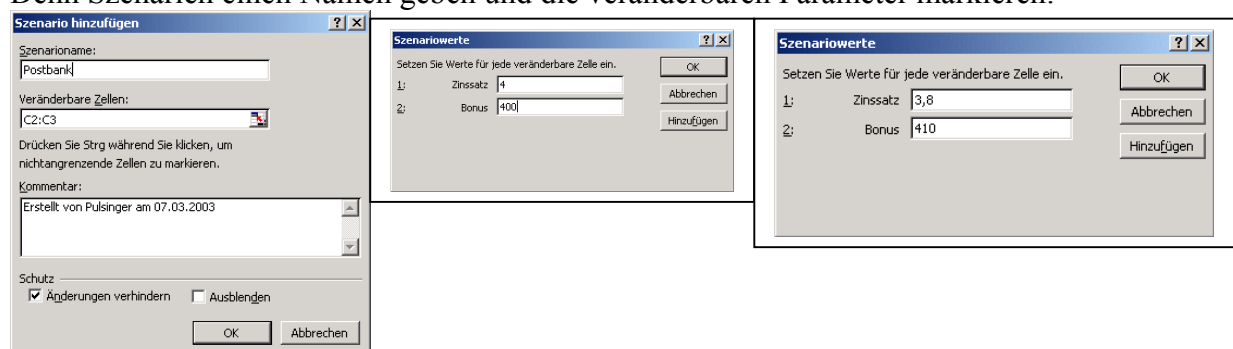 Denn Szenarien einen Namen geben und die veränderbaren Parameter markieren.
Szenario hinzufügen
Szenarioname:
Postbank
Veränderbare Zellen:
C2:C3
Drücken Sie Strg während Sie klicken, um
nichtangrenzende Zellen zu markieren.
Kommentar:
Erstellt von Pulsinger am 07.03.2003
Schutz
Änderungen verhindern Ausblenden
OK Abbrechen
Szenariowerte
Setzen Sie Werte für jede veränderbare Zelle ein.
1: Zinssatz 4
2: Bonus 400
OK
Abbrechen
Hinzufügen
Szenariowerte
Setzen Sie Werte für jede veränderbare Zelle ein.
1: Zinssatz 3,8
2: Bonus 410
OK
Abbrechen
Hinzufügen